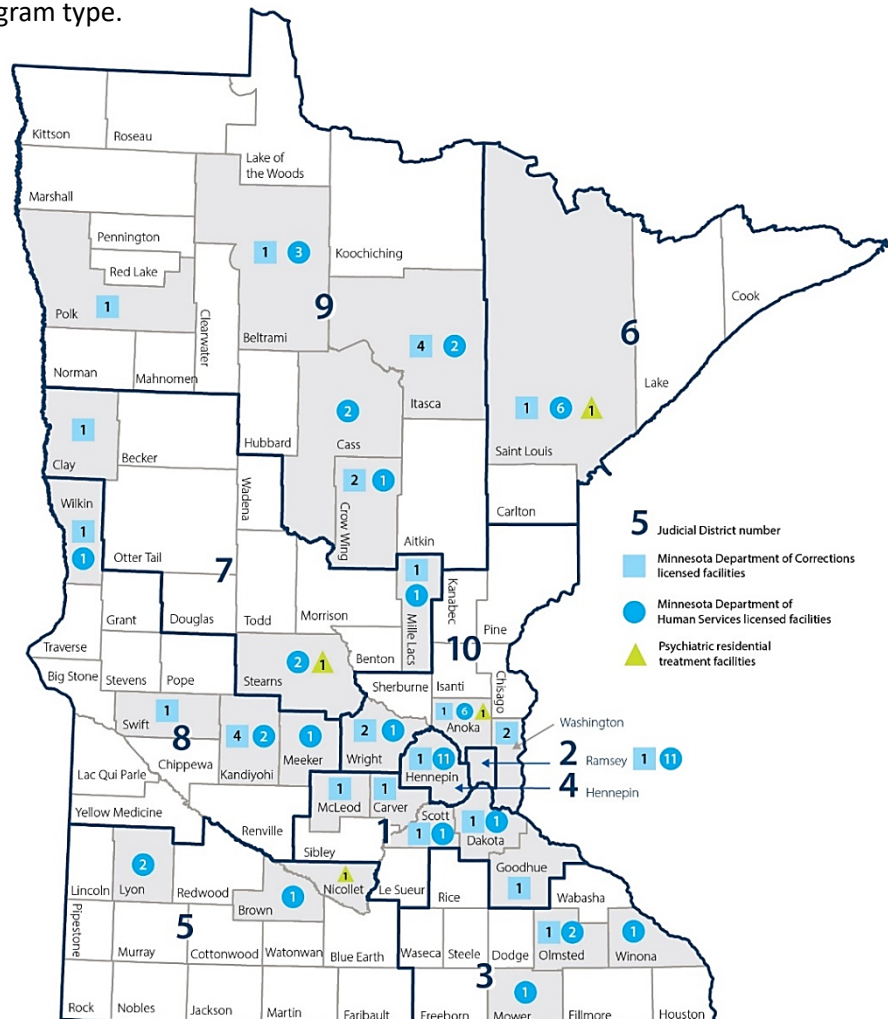 gram type.
Kittson
Roseau
Lake of
the Woods
Marshall
Pennington
Red Lake
Koochiching
1
3
Polk
1
Clearwater
Beltrami
9
Cook
6
Norman
Mahnomen
4
2
Itasca
Lake
1
6
1
Saint Louis
1
Clay
Becker
Hubbard
2
Cass
Wadena
2
1
Crow Wing
Aitkin
Carlton
Wilkin
1
1
Otter Tail
7
5 Judicial District number
Minnesota Department of Corrections
licensed facilities
Minnesota Department of
Human Services licensed facilities
Psychiatric residential
treatment facilities
1
1
Mille Lacs
Kanabec
Pine
Grant
Douglas
Todd
Morrison
Traverse
Big Stone
Stevens
Pope
2
1
Stearns
Benton
10
Sherburne
Isanti
Chisago
1
6
1
Anoka
2
Washington
1
Swift
8
Chippewa
4
2
Kandiyohi
1
Meeker
2
1
Wright
1
11
Hennepin
2 Ramsey 1 11
4 Hennepin
Lac Qui Parle
Yellow Medicine
Renville
1
McLeod
1
Carver
1
Sibley
Scott
1
1
1
1
Dakota
Goodhue
1
Wabasha
Lincoln
2
Lyon
Redwood
1
Brown
1
Nicollet
Le Sueur
Rice
Pipestone
Murray
5
Cottonwood
Watonwan
Blue Earth
Waseca
Steele
Dodge
1
2
Olmsted
1
Winona
3
Rock
Nobles
Jackson
Martin
Faribault
Freeborn
1
Mower
Fillmore
Houston